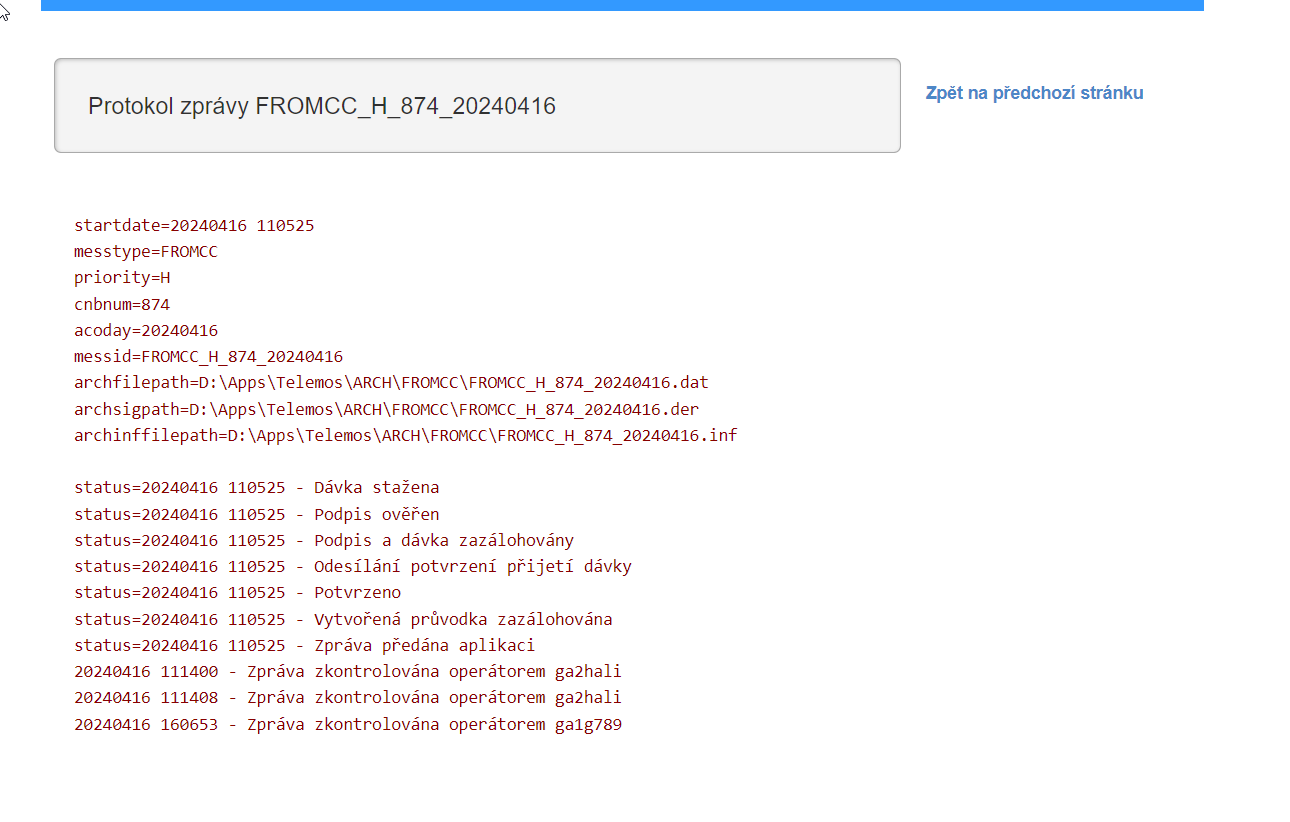 Protokol zprávy FROMCC_H_874_20240416
Zpět na předchozí stránku
startdate=20240416 110525
messtype=FROMCC
priority=H
cnbnum=874
acoday=20240416
messid=FROMCC_H_874_20240416
archfilepath=D:\Apps\Telemos\ARCH\FROMCC\FROMCC_H_874_20240416.dat
archsigpath=D:\Apps\Telemos\ARCH\FROMCC\FROMCC_H_874_20240416.der
archinffilepath=D:\Apps\Telemos\ARCH\FROMCC\FROMCC_H_874_20240416.inf
status=20240416 110525 - Dávka stažena
status=20240416 110525 - Podpis ověřen
status=20240416 110525 - Podpis a dávka zazálohovány
status=20240416 110525 - Odesílání potvrzení přijetí dávky
status=20240416 110525 - Potvrzeno
status=20240416 110525 - Vytvořená průvodka zazálohována
status=20240416 110525 - Zpráva předána aplikaci
20240416 111400 - Zpráva zkontrolována operátorem ga2hali
20240416 111408 - Zpráva zkontrolována operátorem ga2hali
20240416 160653 - Zpráva zkontrolována operátorem ga1g789